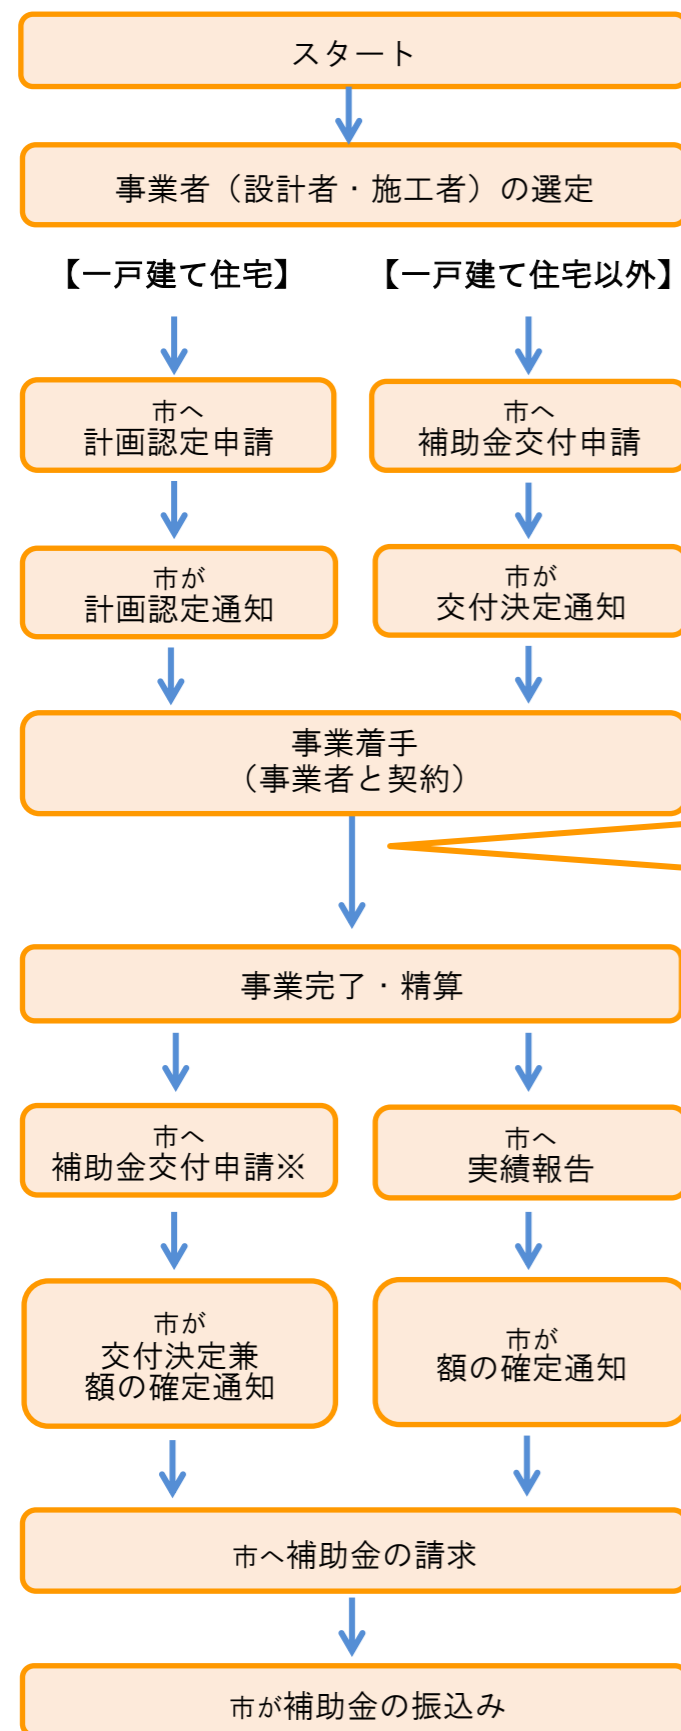 スタート
事業者（設計者・施工者）の選定
【一戸建て住宅】
【一戸建て住宅以外】
市へ
計画認定申請
市へ
補助金交付申請
市が
計画認定通知
市が
交付決定通知
事業着手
（事業者と契約）
事業完了・精算
市へ
補助金交付申請※
市へ
実績報告
市が
交付決定兼
額の確定通知
市が
額の確定通知
市へ補助金の請求
市が補助金の振込み